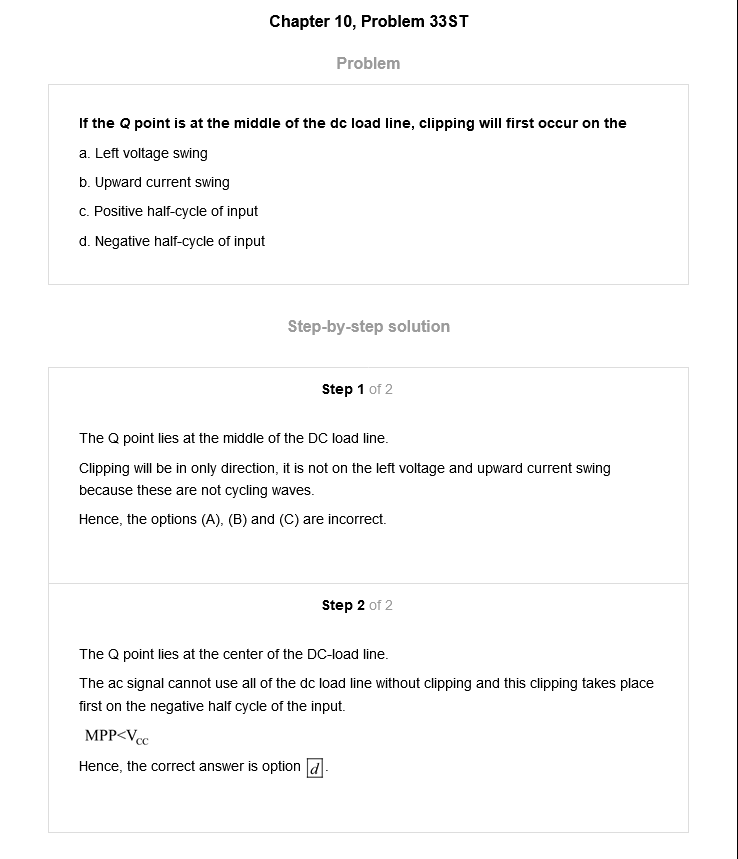 Chapter 10, Problem 33ST
Problem
If the Q point is at the middle of the dc load line, clipping will first occur on the
a. Left voltage swing
b. Upward current swing
c. Positive half-cycle of input
d. Negative half-cycle of input
Step-by-step solution
Step 1 of 2
The Q point lies at the middle of the DC load line.
Clipping will be in only direction, it is not on the left voltage and upward current swing
because these are not cycling waves.
Hence, the options (A), (B) and (C) are incorrect.
Step 2 of 2
The Q point lies at the center of the DC-load line.
The ac signal cannot use all of the dc load line without clipping and this clipping takes place
first on the negative half cycle of the input.
MPP<VCC
Hence, the correct answer is option d.